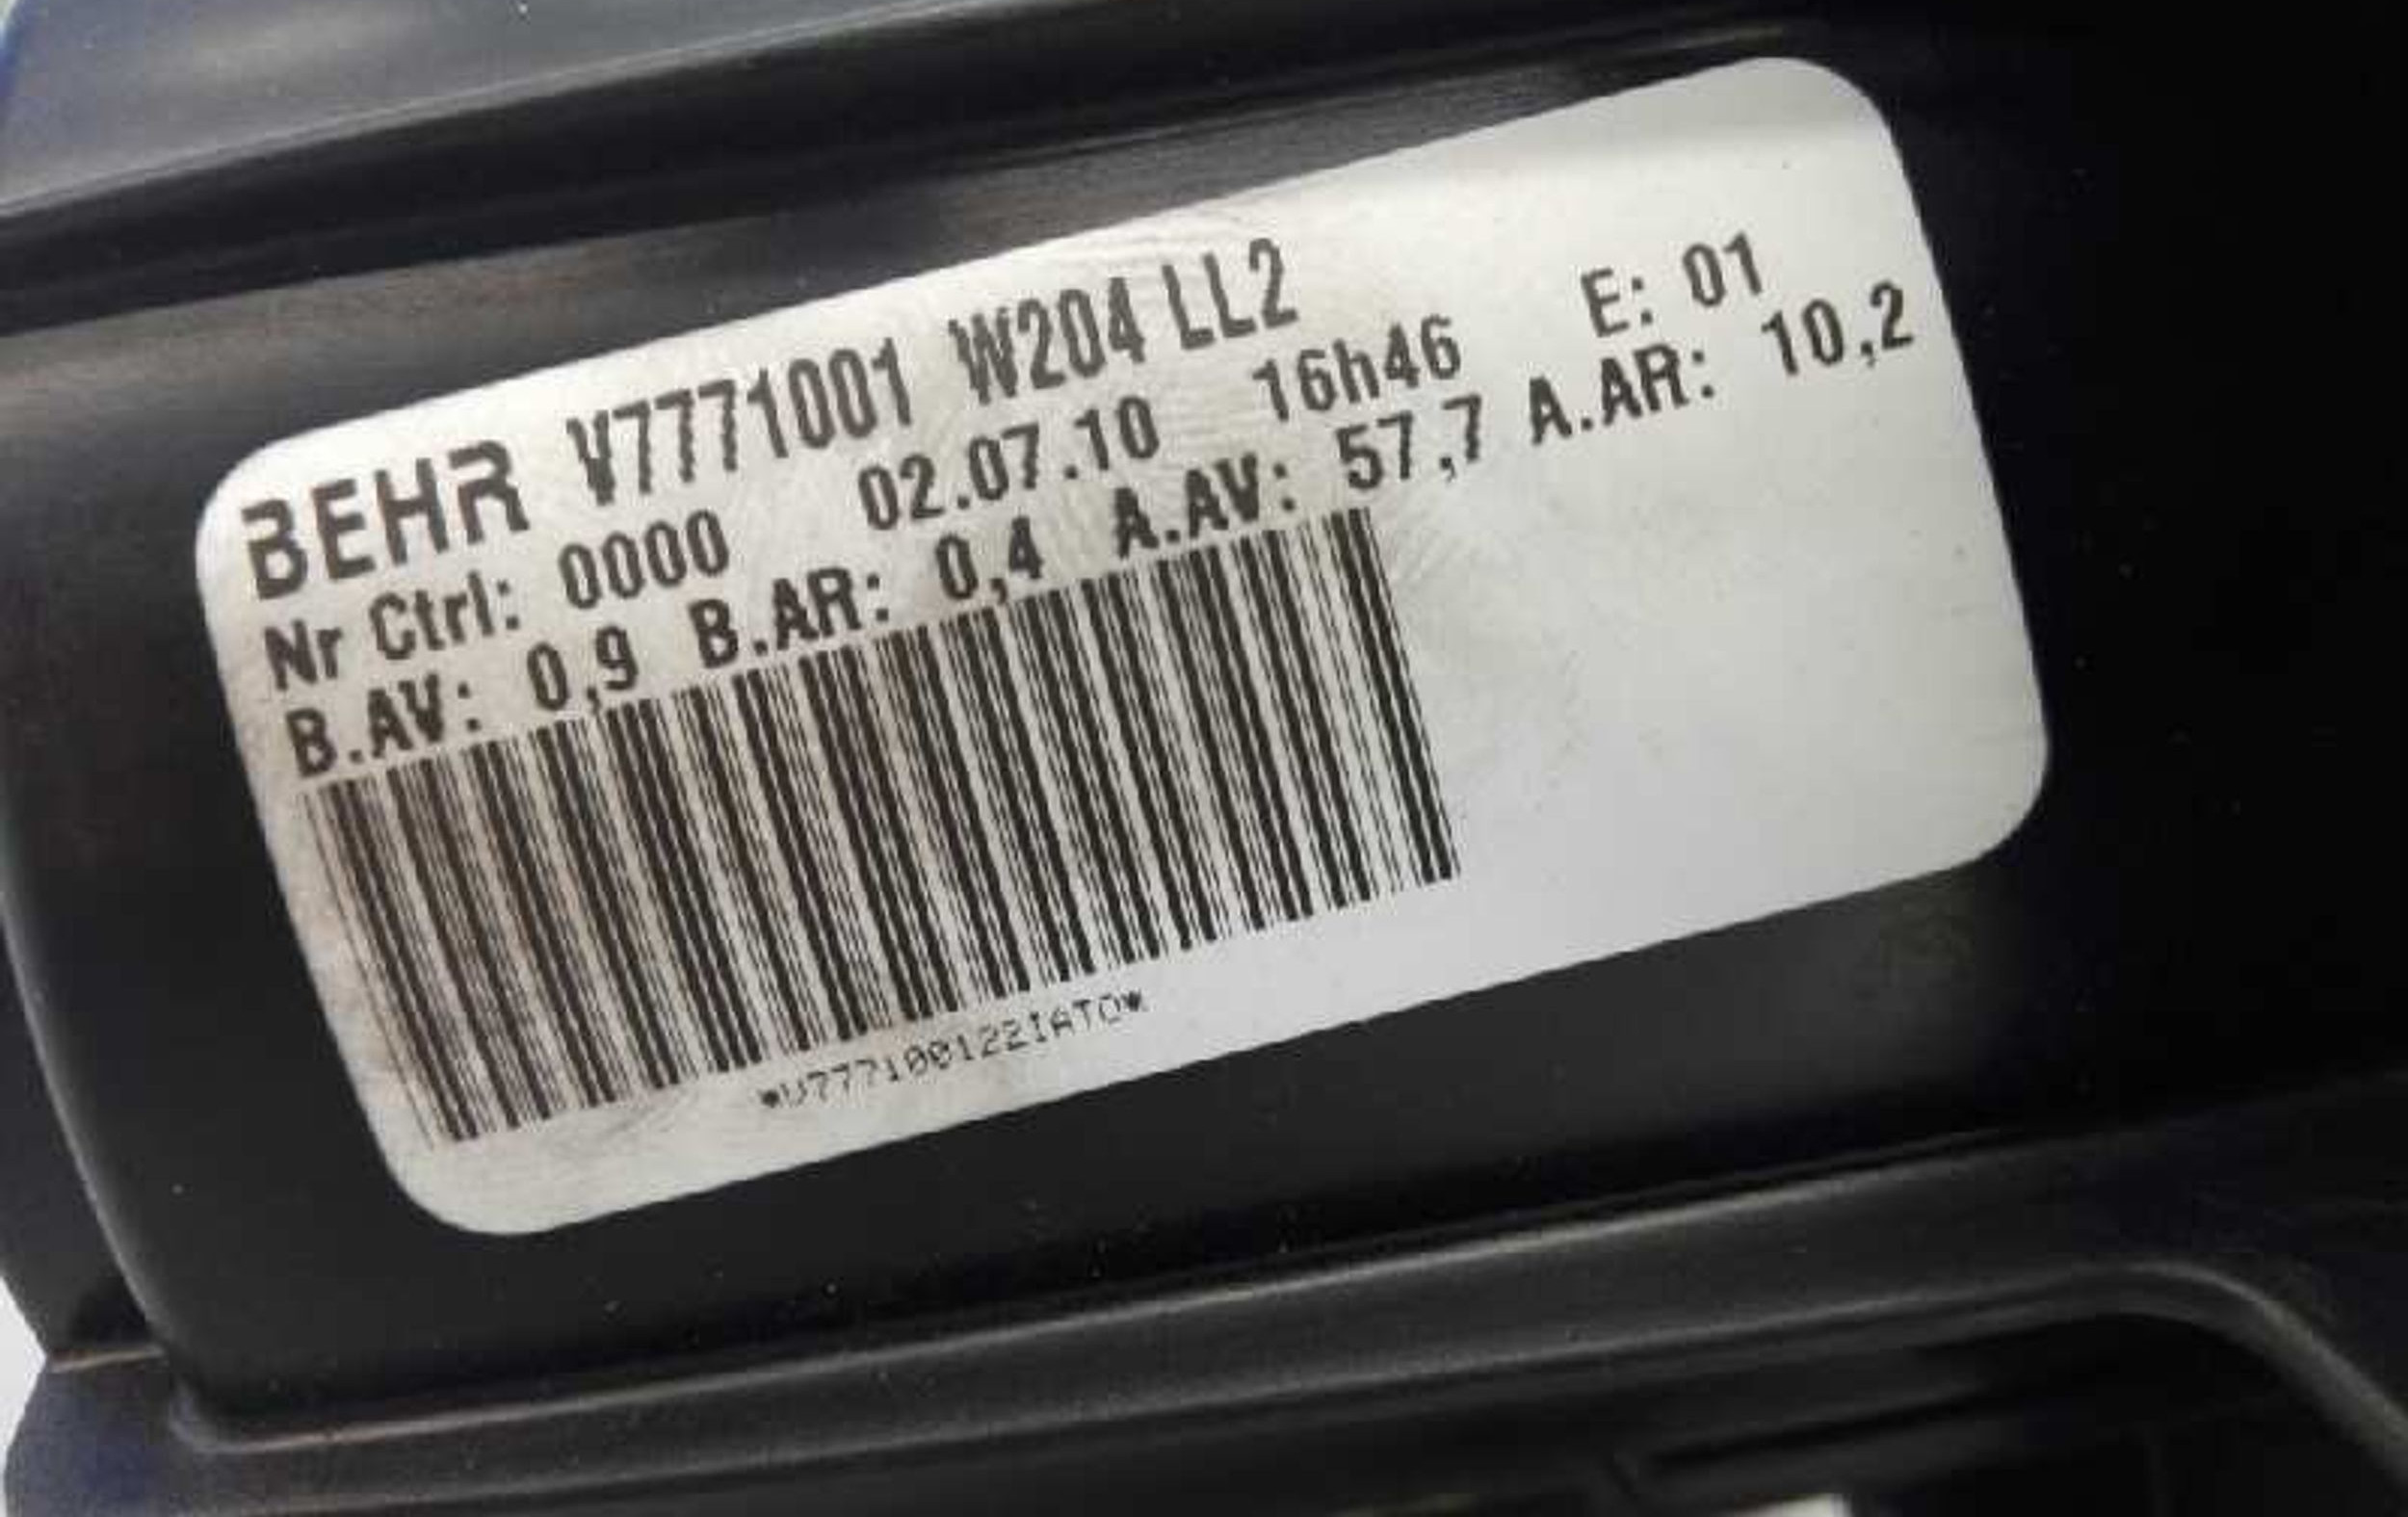 BEHR V7771001 W204 LL2
Nr Ctrl: 0000 02.07.10 16h46 E: 01
B.AV: 0,9 B.AR: 0,4 A.AV: 57,7 A.AR: 10,2
*V777100122IATO*